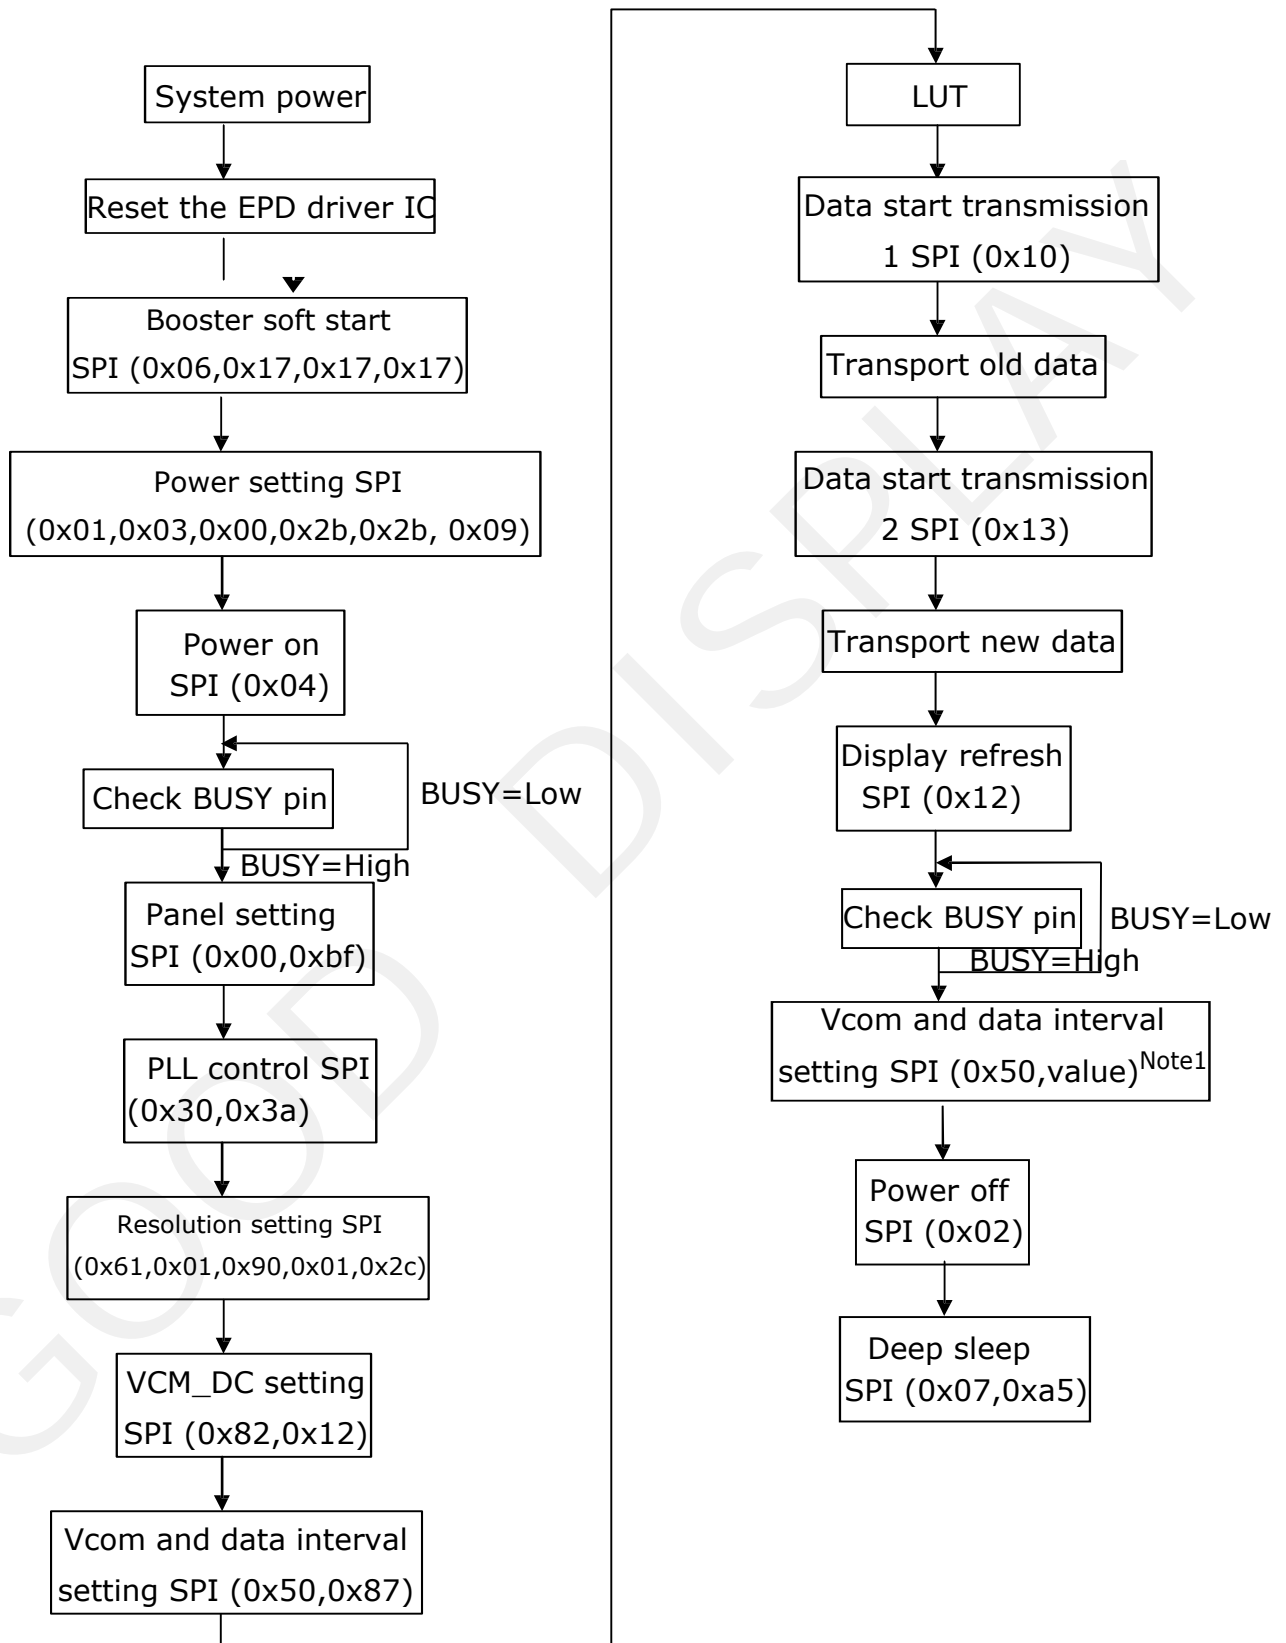 System power
Reset the EPD driver IC
Booster soft start
SPI (0x06,0x17,0x17,0x17)
Power setting SPI
(0x01,0x03,0x00,0x2b,0x2b, 0x09)
Power on
SPI (0x04)
Check BUSY pin
BUSY=Low
BUSY=High
Panel setting
SPI (0x00,0xbf)
PLL control SPI
(0x30,0x3a)
Resolution setting SPI
(0x61,0x01,0x90,0x01,0x2c)
VCM_DC setting
SPI (0x82,0x12)
Vcom and data interval
setting SPI (0x50,0x87)
LUT
Data start transmission
1 SPI (0x10)
Transport old data
Data start transmission
2 SPI (0x13)
Transport new data
Display refresh
SPI (0x12)
Check BUSY pin
BUSY=Low
BUSY=High
Vcom and data interval
setting SPI (0x50,value)Note1
Power off
SPI (0x02)
Deep sleep
SPI (0x07,0xa5)
GOOD DISPLAY